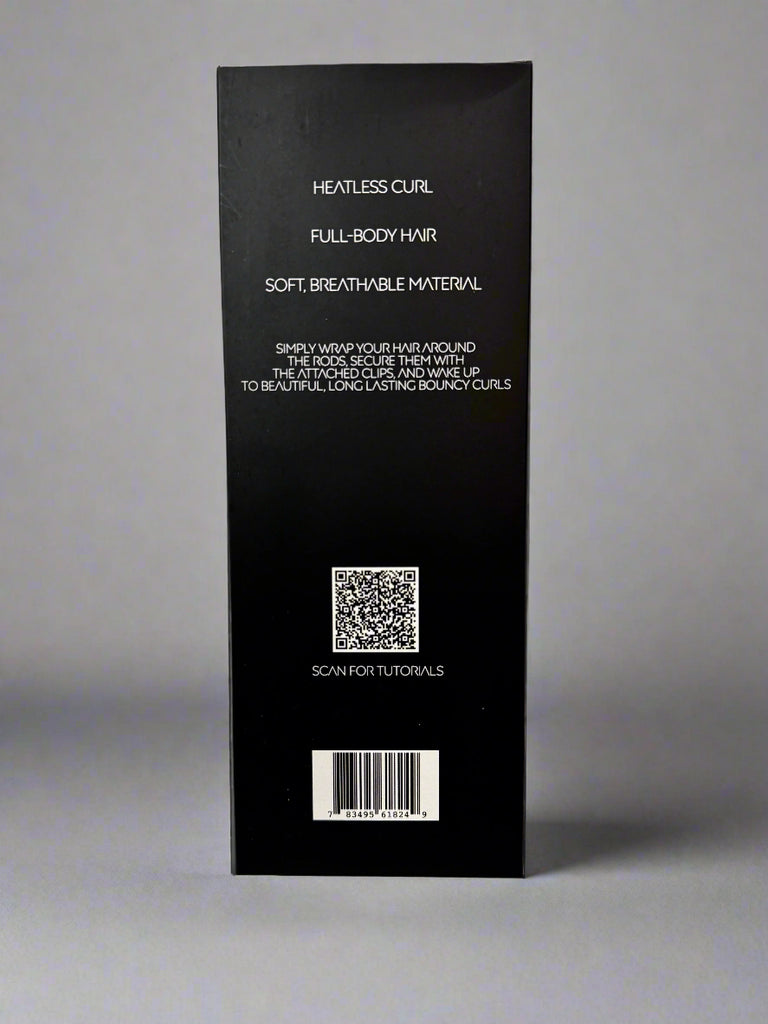 HEATLESS CURL
FULL-BODY HAIR
SOFT, BREATHABLE MATERIAL
SIMPLY WRAP YOUR HAIR AROUND
THE RODS, SECURE THEM WITH
THE ATTACHED CLIPS, AND WAKE UP
TO BEAUTIFUL, LONG LASTING BOUNCY CURLS
SCAN FOR TUTORIALS
7 83495 61824 9